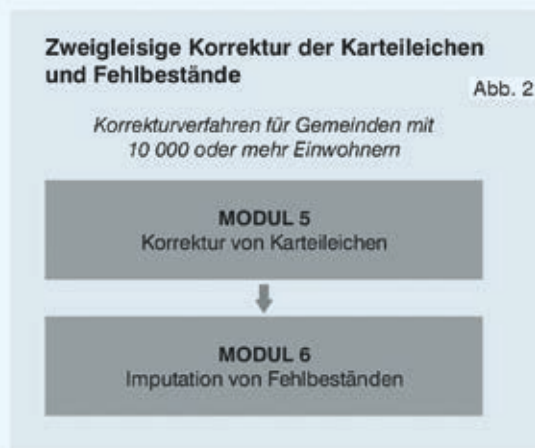 Zweigleisige Korrektur der Karteileichen
und Fehlbestände
Abb. 2
Korrekturverfahren für Gemeinden mit
10 000 oder mehr Einwohnern
MODUL 5
Korrektur von Karteileichen
MODUL 6
Imputation von Fehlbeständen